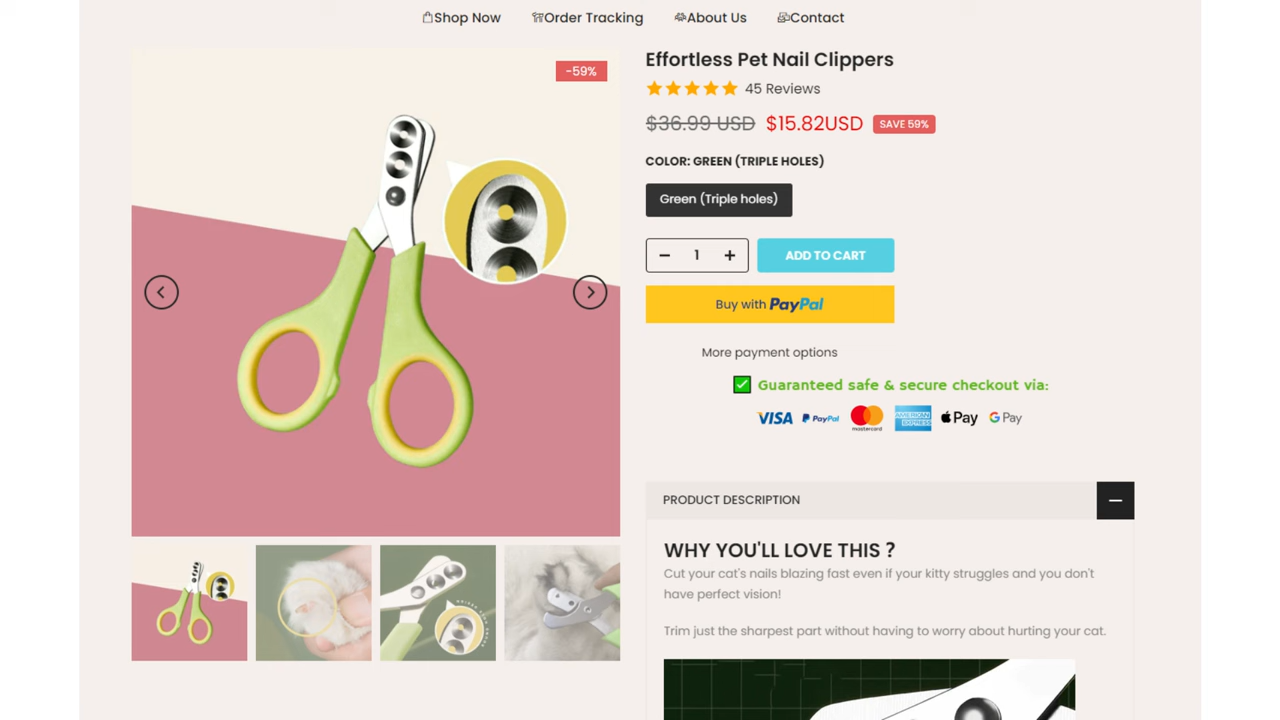 Shop Now Order Tracking About Us Contact
-59%
Effortless Pet Nail Clippers
45 Reviews
$36.99 USD $15.82USD SAVE 59%
COLOR: GREEN (TRIPLE HOLES)
Green (Triple holes)
− 1 + ADD TO CART
Buy with PayPal
More payment options
Guaranteed safe & secure checkout via:
VISA PayPal mastercard AMERICAN EXPRESS Pay G Pay
PRODUCT DESCRIPTION
WHY YOU'LL LOVE THIS ?
Cut your cat's nails blazing fast even if your kitty struggles and you don't
have perfect vision!
Trim just the sharpest part without having to worry about hurting your cat.